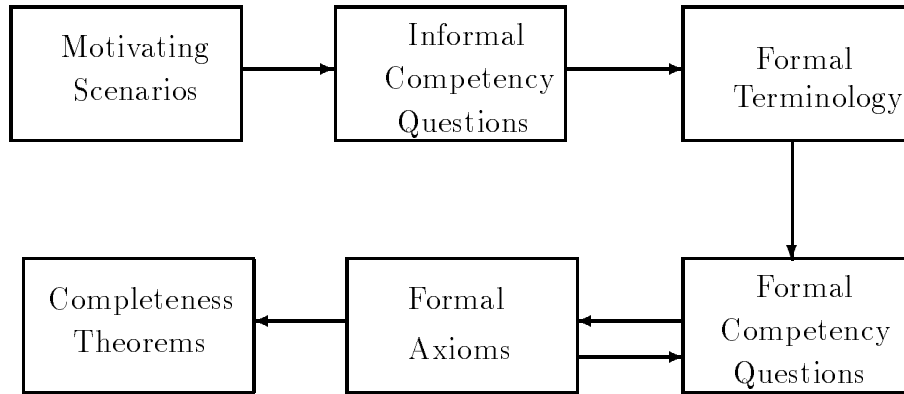 Motivating
Scenarios
Informal
Competency
Questions
Formal
Terminology
Formal
Competency
Questions
Formal
Axioms
Completeness
Theorems